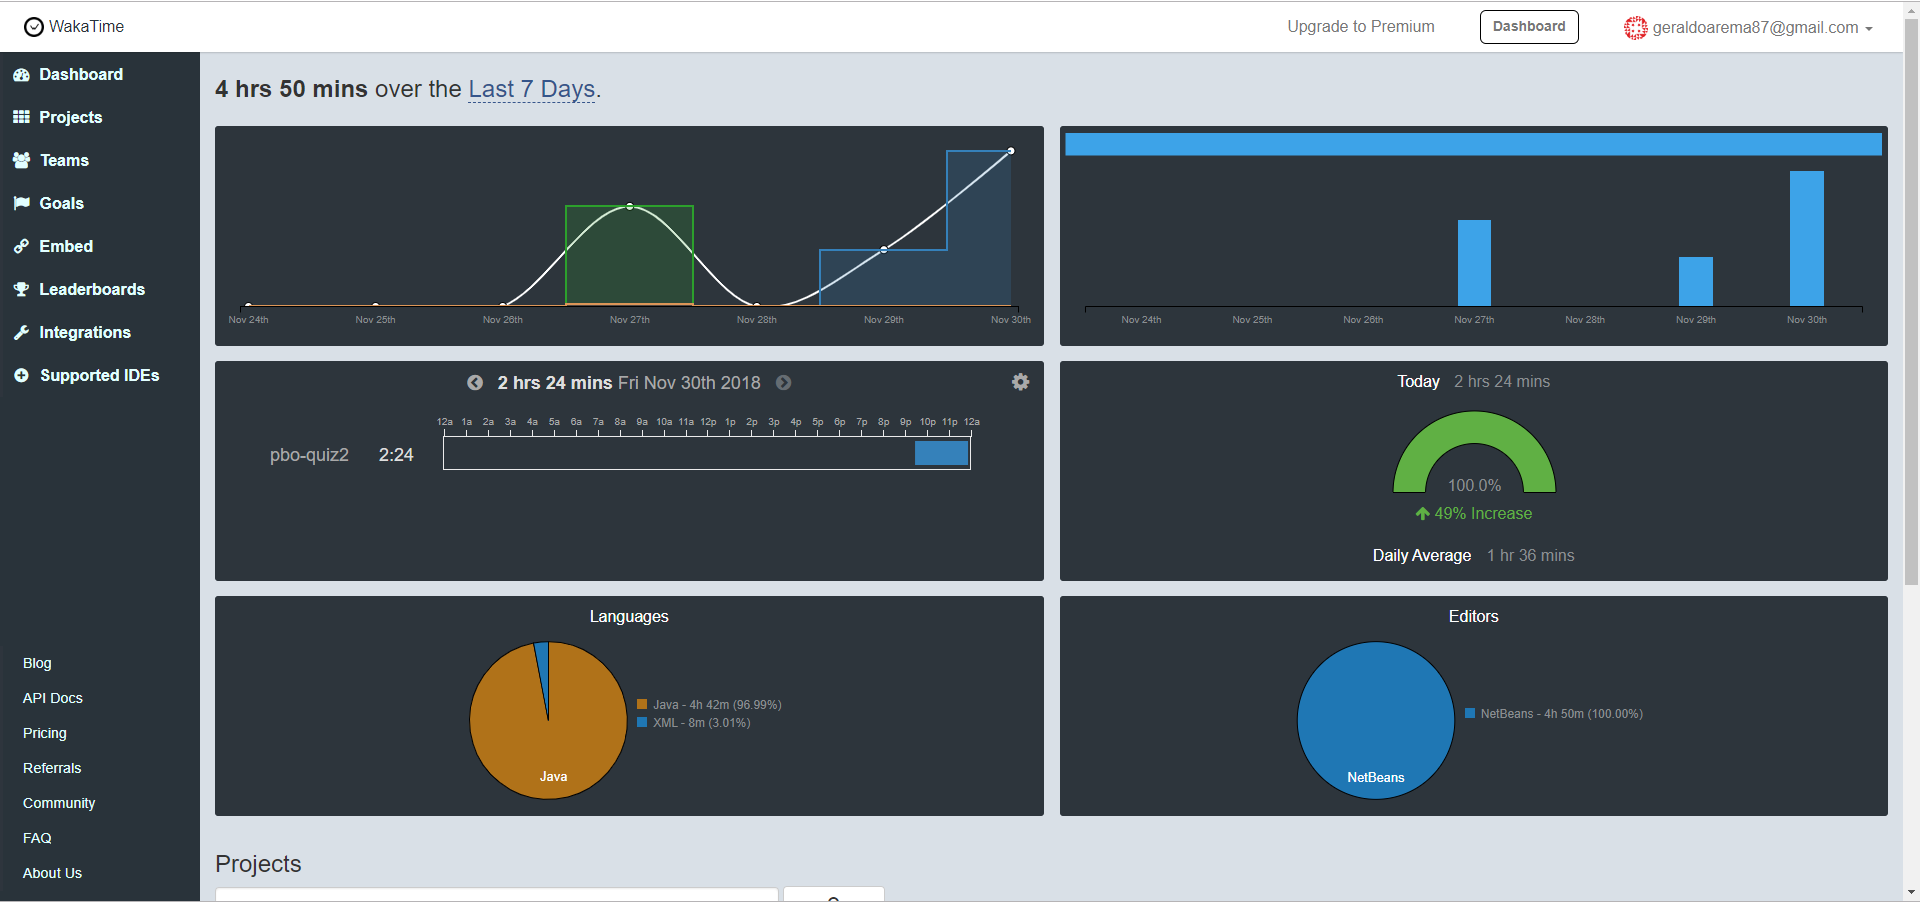 WakaTime
Upgrade to Premium
Dashboard
geraldoarema87@gmail.com
Dashboard
Projects
Teams
Goals
Embed
Leaderboards
Integrations
Supported IDEs
Blog
API Docs
Pricing
Referrals
Community
FAQ
About Us
4 hrs 50 mins over the Last 7 Days.
Nov 24th Nov 25th Nov 26th Nov 27th Nov 28th Nov 29th Nov 30th
Nov 24th Nov 25th Nov 26th Nov 27th Nov 28th Nov 29th Nov 30th
2 hrs 24 mins Fri Nov 30th 2018
12a 1a 2a 3a 4a 5a 6a 7a 8a 9a 10a 11a 12p 1p 2p 3p 4p 5p 6p 7p 8p 9p 10p 11p 12a
pbo-quiz2 2:24
Today 2 hrs 24 mins
100.0%
49% Increase
Daily Average 1 hr 36 mins
Languages
Java - 4h 42m (96.99%)
XML - 8m (3.01%)
Java
Editors
NetBeans - 4h 50m (100.00%)
NetBeans
Projects